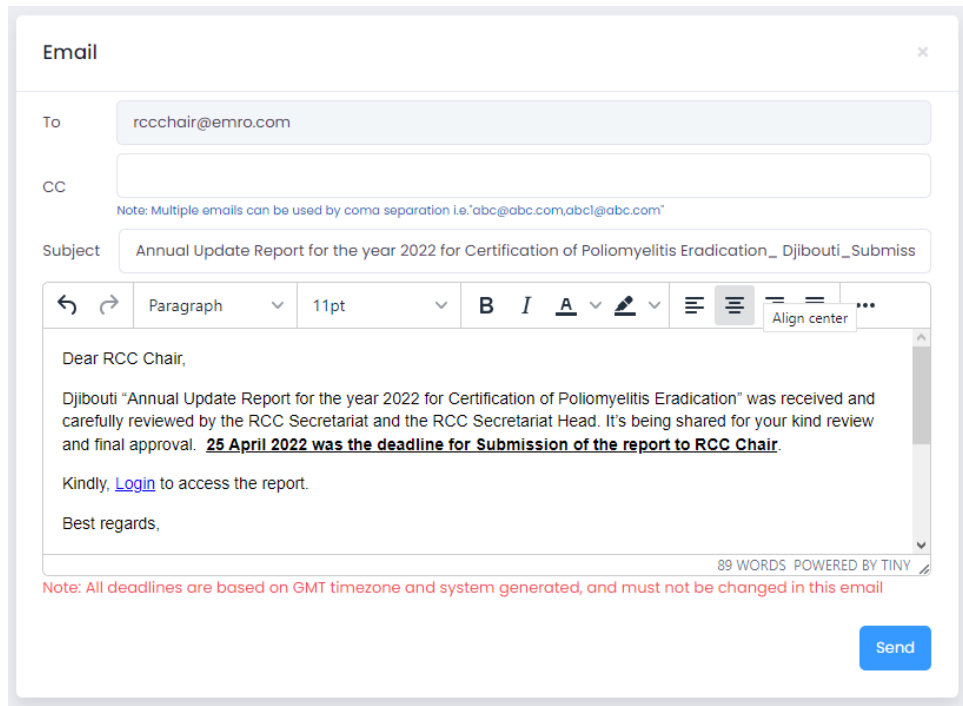 Email
×
To
rccchair@emro.com
CC
Note: Multiple emails can be used by coma separation i.e."abc@abc.com,abc1@abc.com"
Subject
Annual Update Report for the year 2022 for Certification of Poliomyelitis Eradication_ Djibouti_Submiss
Paragraph 11pt B I A ...
Align center
Dear RCC Chair,
Djibouti “Annual Update Report for the year 2022 for Certification of Poliomyelitis Eradication” was received and
carefully reviewed by the RCC Secretariat and the RCC Secretariat Head. It’s being shared for your kind review
and final approval.  25 April 2022 was the deadline for Submission of the report to RCC Chair.
Kindly, Login to access the report.
Best regards,
89 WORDS POWERED BY TINY
Note: All deadlines are based on GMT timezone and system generated, and must not be changed in this email
Send